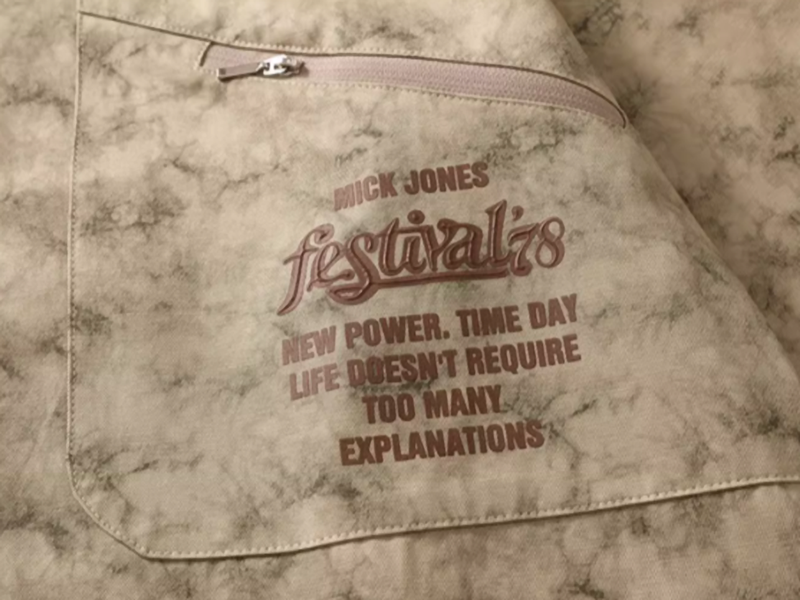 MICK JONES
festival '78
NEW POWER. TIME DAY
LIFE DOESN'T REQUIRE
TOO MANY
EXPLANATIONS